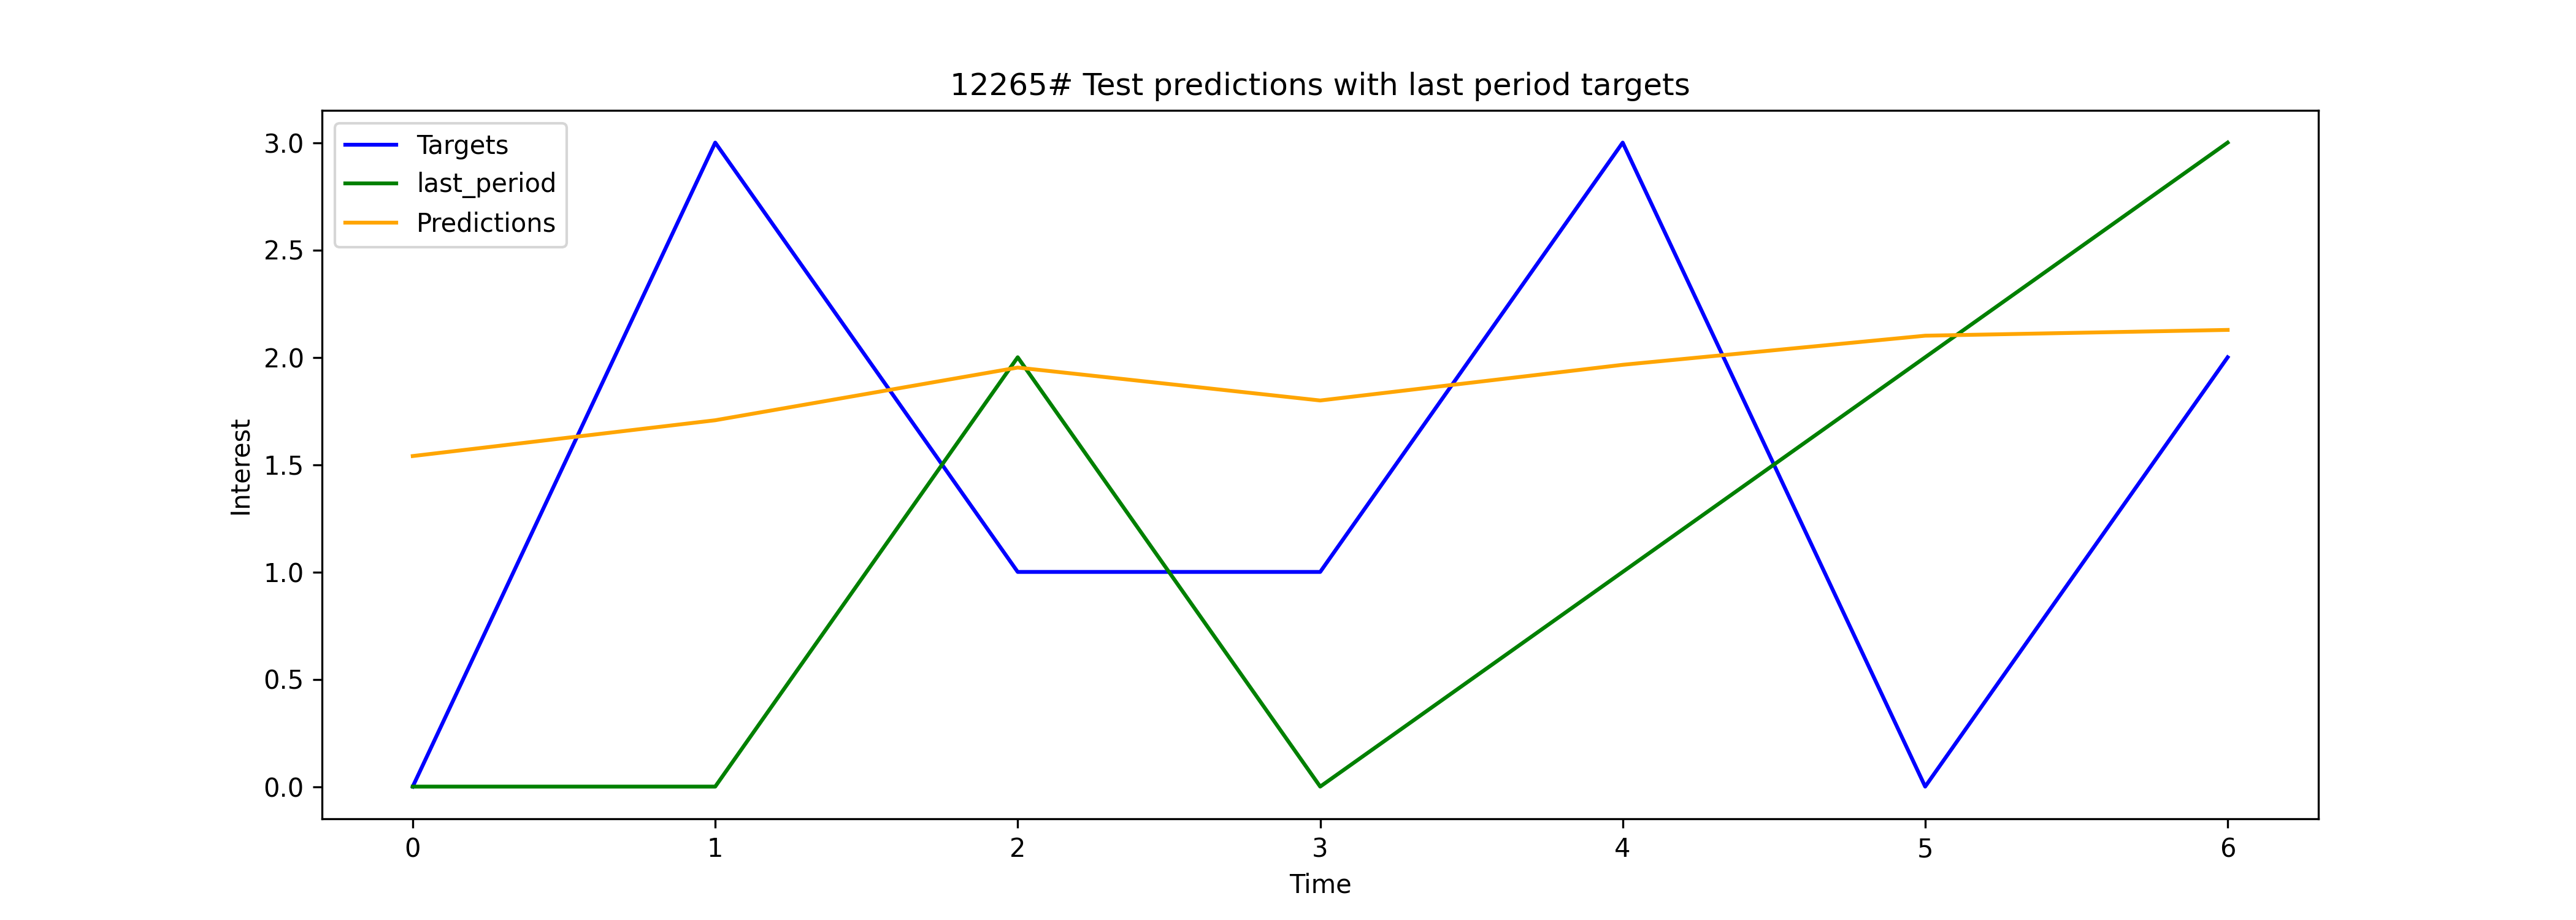 12265# Test predictions with last period targets
Targets
last_period
Predictions
3.0
2.5
2.0
1.5
1.0
0.5
0.0
Interest
0 1 2 3 4 5 6
Time